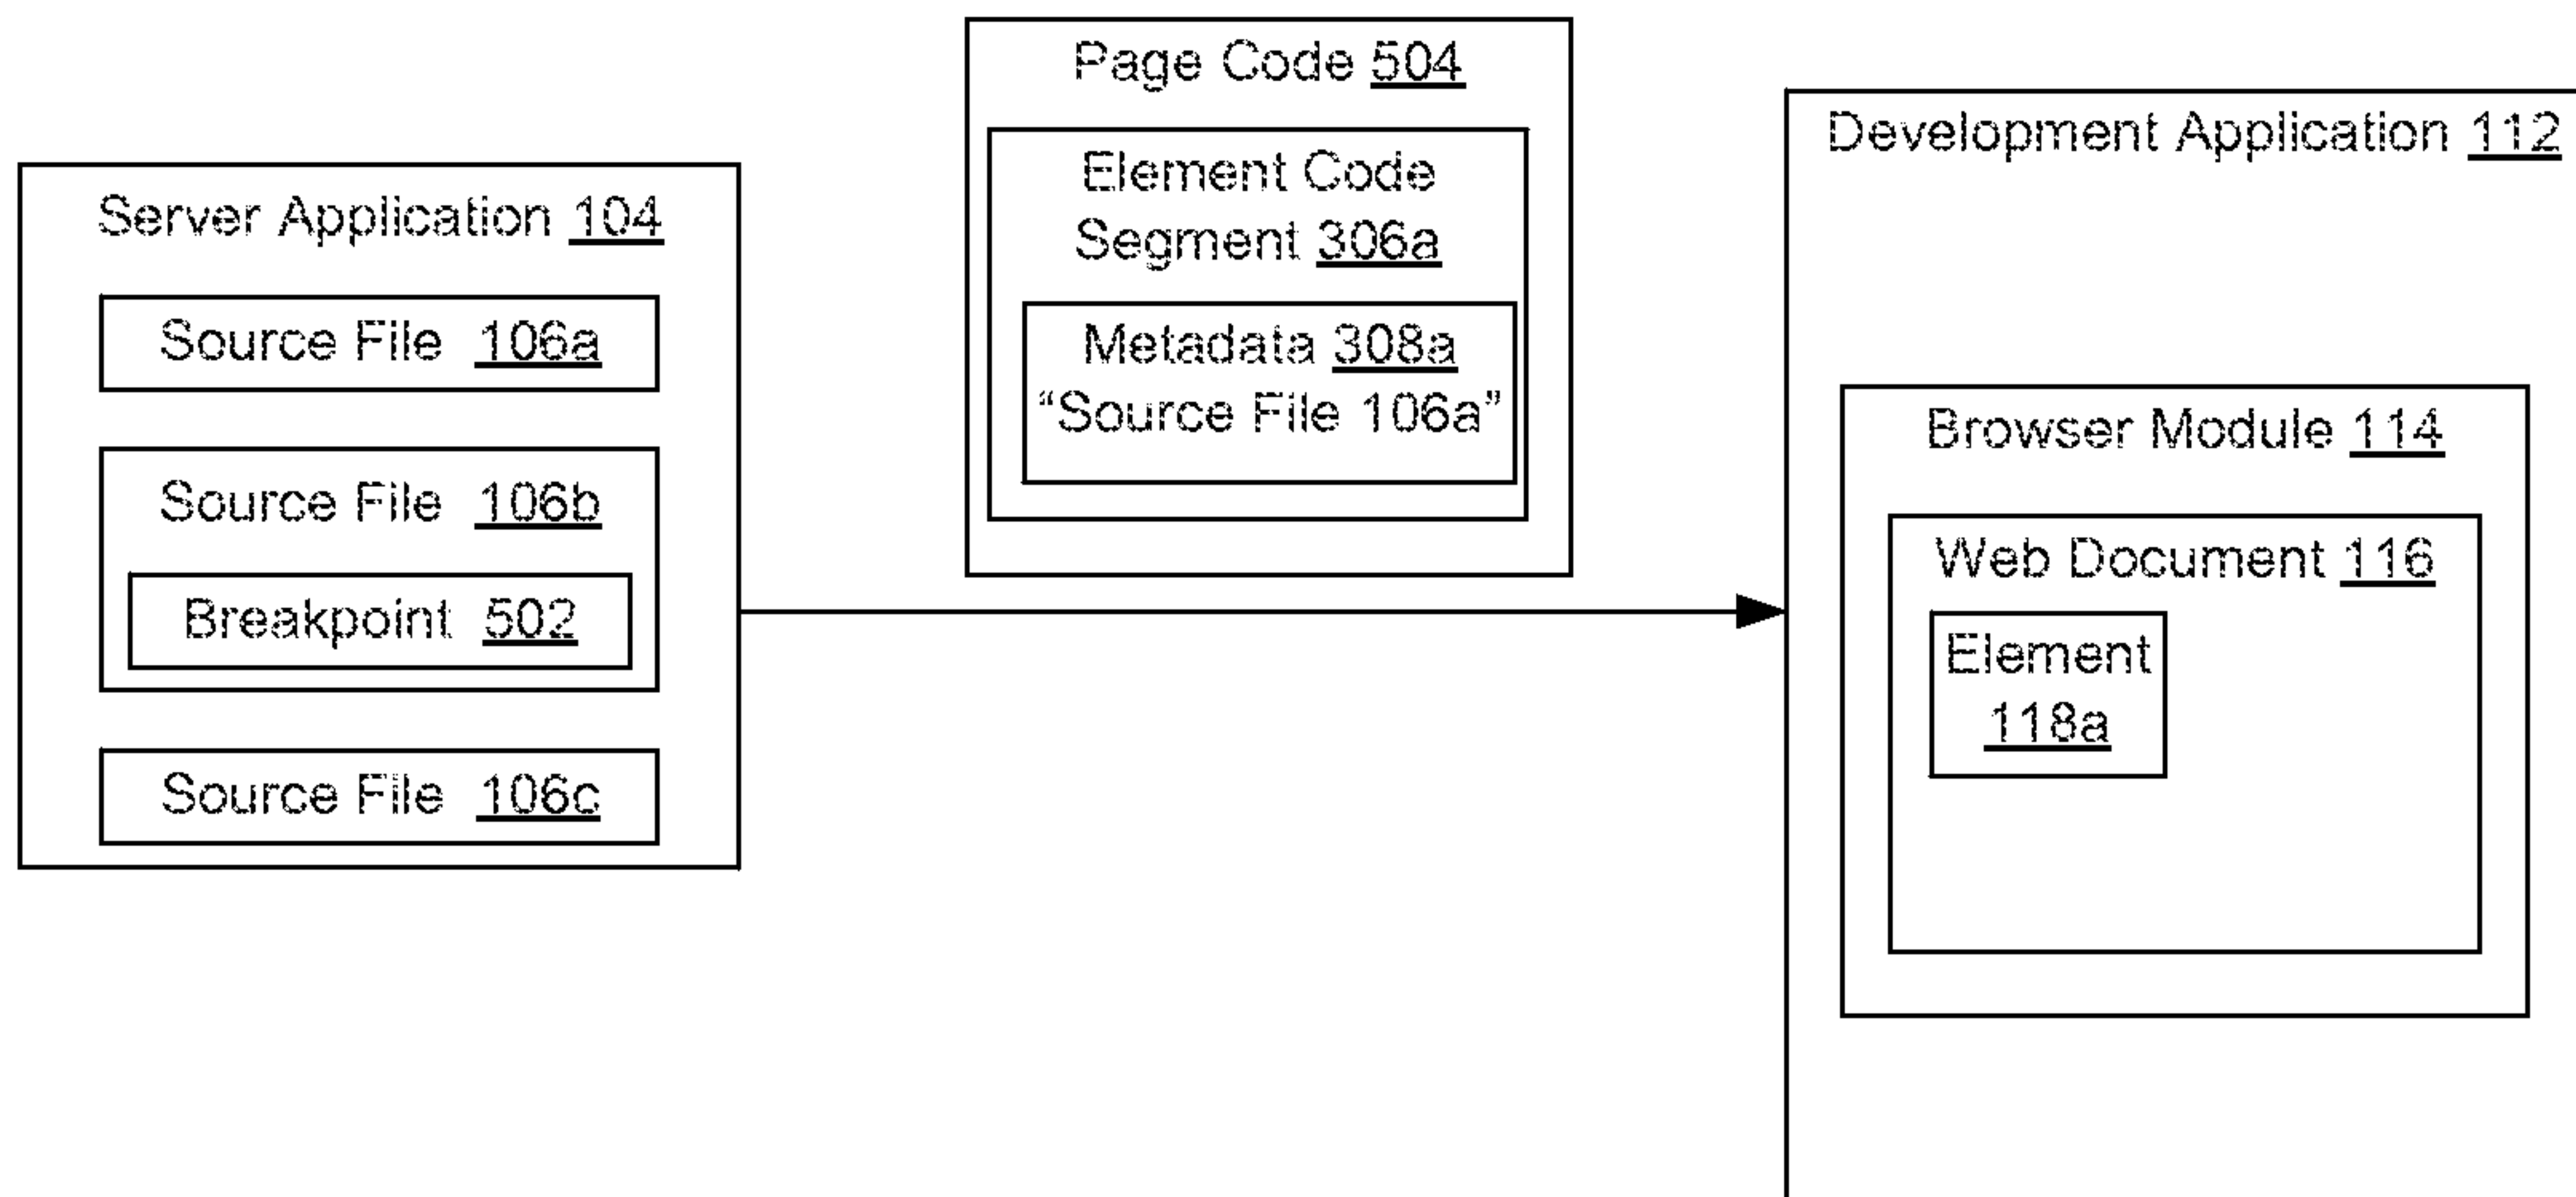 Server Application 104
Source File 106a
Source File 106b
Breakpoint 502
Source File 106c
Page Code 504
Element Code
Segment 306a
Metadata 308a
“Source File 106a”
Development Application 112
Browser Module 114
Web Document 116
Element
118a